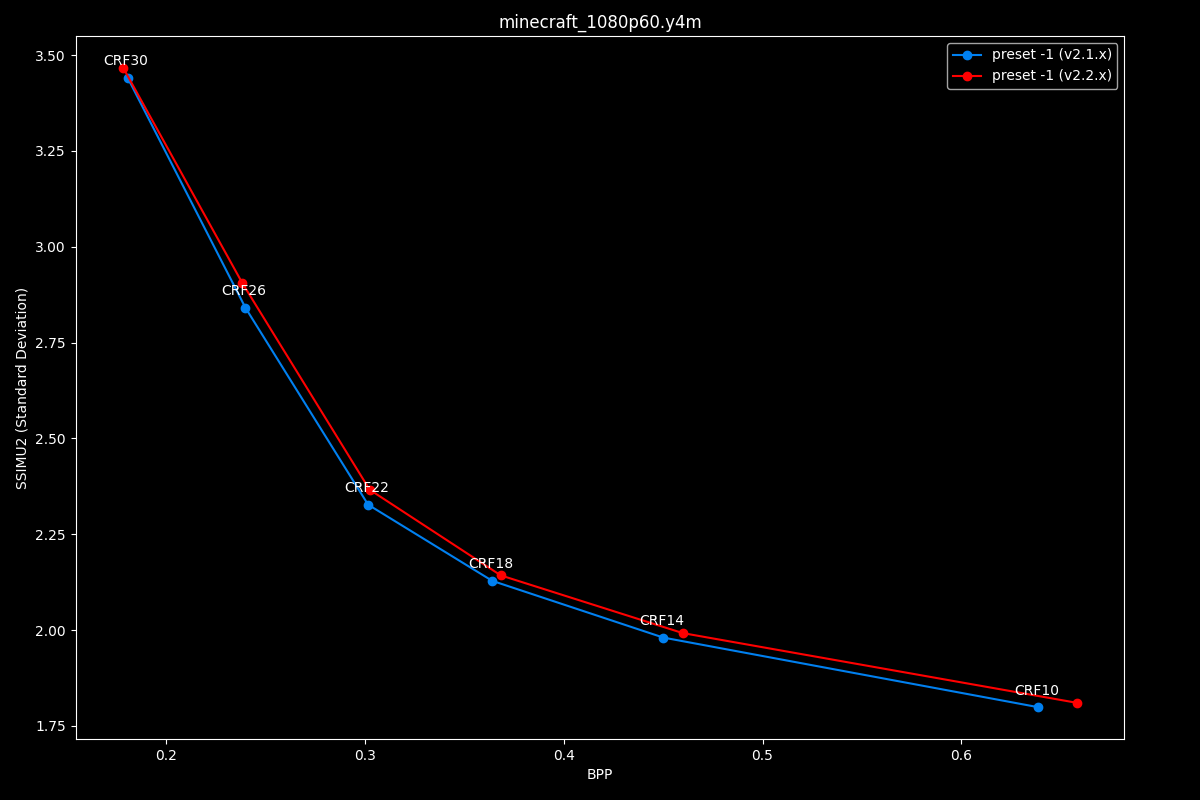 minecraft_1080p60.y4m
preset -1 (v2.1.x)
preset -1 (v2.2.x)
SSIMU2 (Standard Deviation)
3.50
3.25
3.00
2.75
2.50
2.25
2.00
1.75
CRF30
CRF26
CRF22
CRF18
CRF14
CRF10
0.2
0.3
0.4
0.5
0.6
BPP